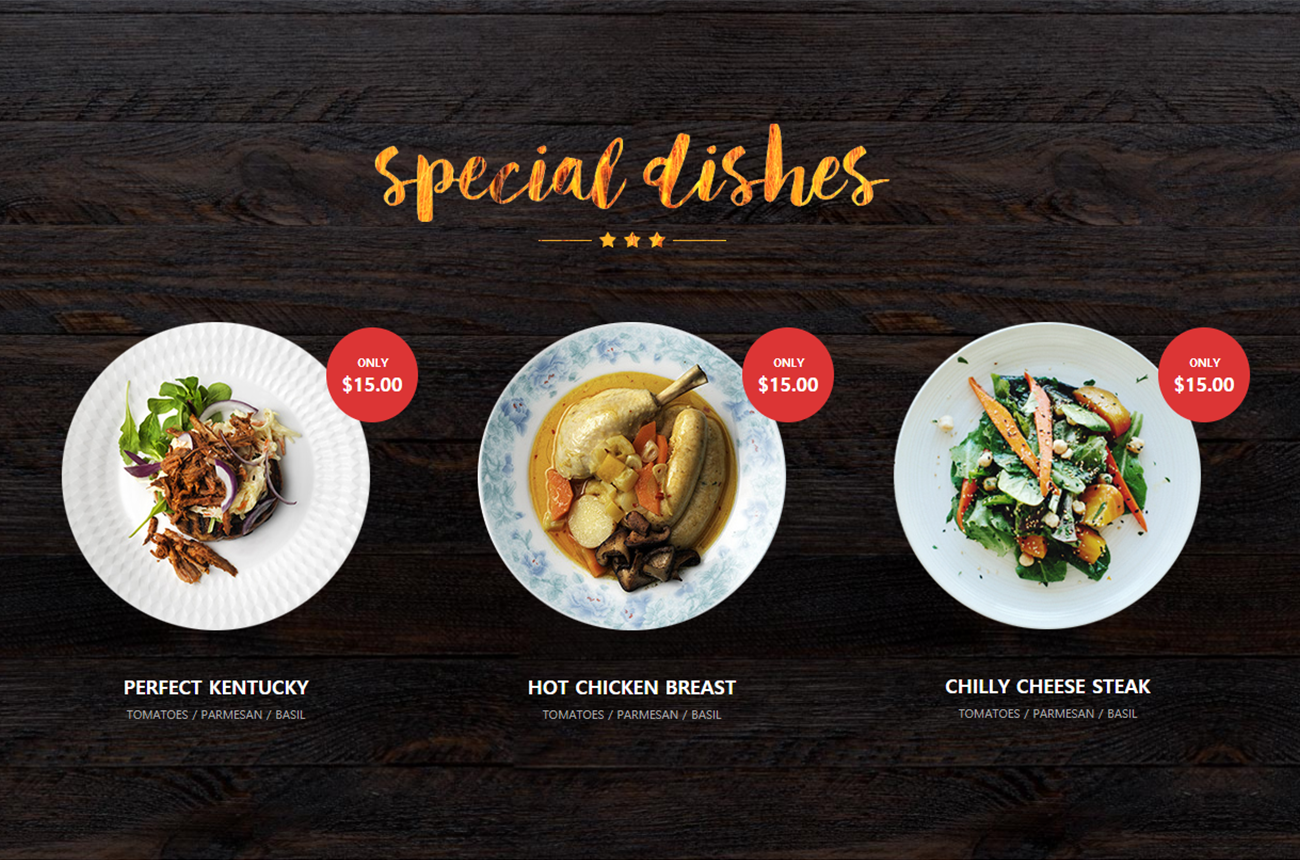 special dishes
ONLY
$15.00
ONLY
$15.00
ONLY
$15.00
PERFECT KENTUCKY
TOMATOES / PARMESAN / BASIL
HOT CHICKEN BREAST
TOMATOES / PARMESAN / BASIL
CHILLY CHEESE STEAK
TOMATOES / PARMESAN / BASIL